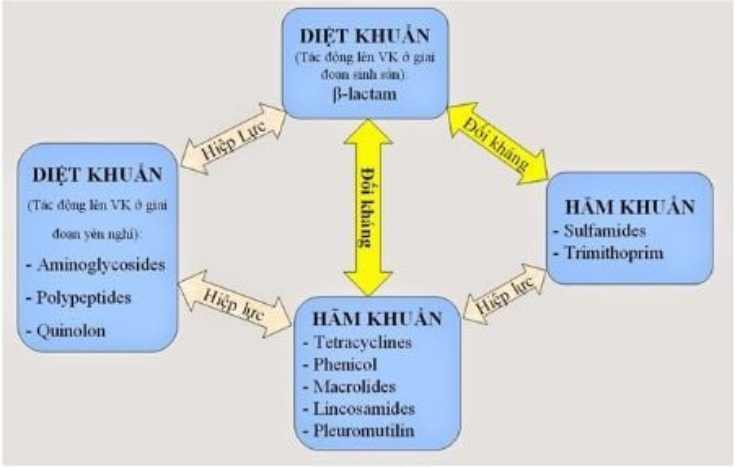 DIỆT KHUẨN
(Tác động lên VK ở giai
đoạn sinh sản):
β-lactam
Hiệp Lực
Đối kháng
Đối kháng
DIỆT KHUẨN
(Tác động lên VK ở giai
đoạn yên nghỉ):
- Aminoglycosides
- Polypeptides
- Quinolon
HÃM KHUẨN
- Sulfamides
- Trimithoprim
Hiệp lực
Hiệp lực
HÃM KHUẨN
- Tetracyclines
- Phenicol
- Macrolides
- Lincosamides
- Pleuromutilin